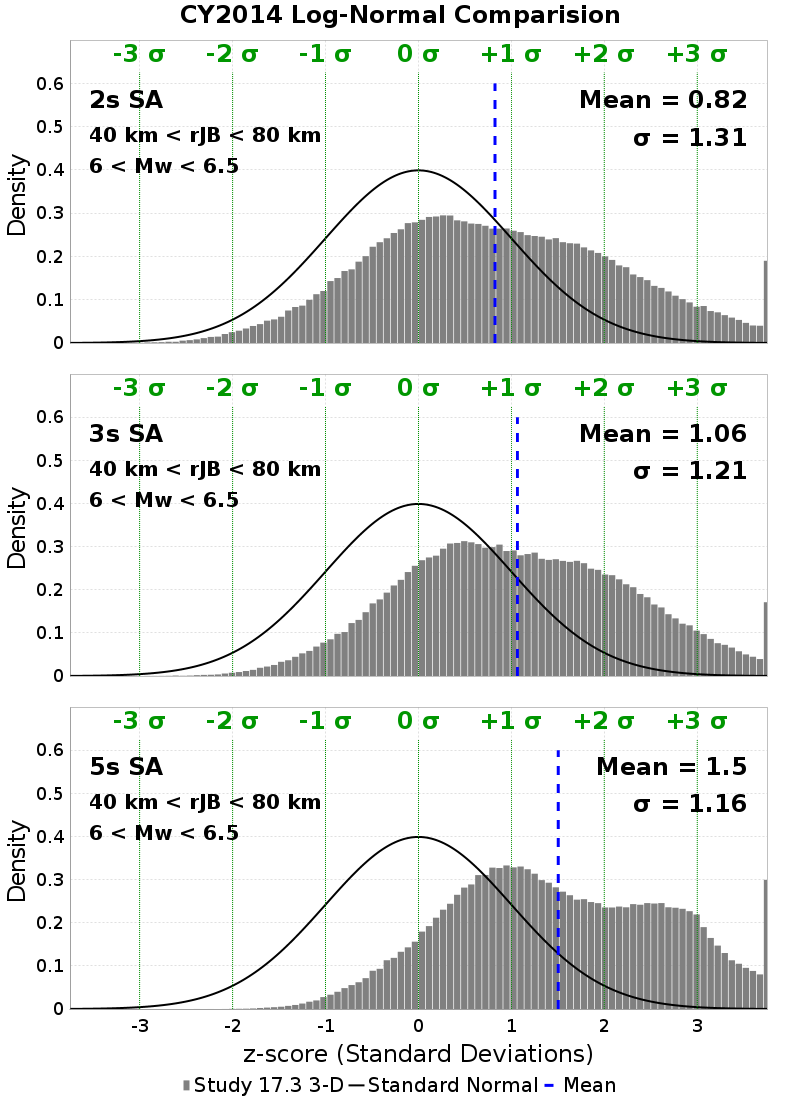 CY2014 Log-Normal Comparision
-3 σ -2 σ -1 σ 0 σ +1 σ +2 σ +3 σ
2s SA
40 km < rJB < 80 km
6 < Mw < 6.5
Mean = 0.82
σ = 1.31
Density
0.6
0.5
0.4
0.3
0.2
0.1
0
-3 σ -2 σ -1 σ 0 σ +1 σ +2 σ +3 σ
3s SA
40 km < rJB < 80 km
6 < Mw < 6.5
Mean = 1.06
σ = 1.21
Density
0.6
0.5
0.4
0.3
0.2
0.1
0
-3 σ -2 σ -1 σ 0 σ +1 σ +2 σ +3 σ
5s SA
40 km < rJB < 80 km
6 < Mw < 6.5
Mean = 1.5
σ = 1.16
Density
0.6
0.5
0.4
0.3
0.2
0.1
0
-3 -2 -1 0 1 2 3
z-score (Standard Deviations)
Study 17.3 3-D Standard Normal Mean